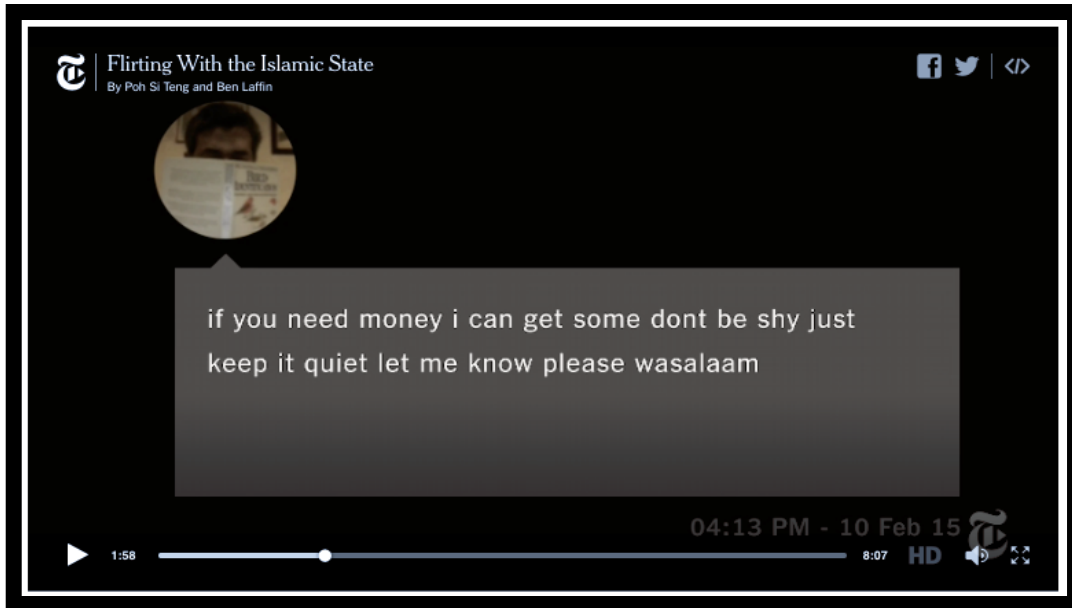 Flirting With the Islamic State
By Poh Si Teng and Ben Laffin
if you need money i can get some dont be shy just
keep it quiet let me know please wasalaam
04:13 PM - 10 Feb 15
1:58
8:07
HD